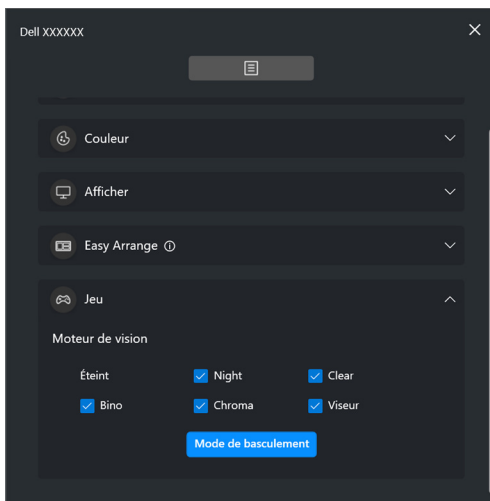 Dell XXXXXX
Couleur
Afficher
Easy Arrange
Jeu
Moteur de vision
Éteint Night Clear
Bino Chroma Viseur
Mode de basculement